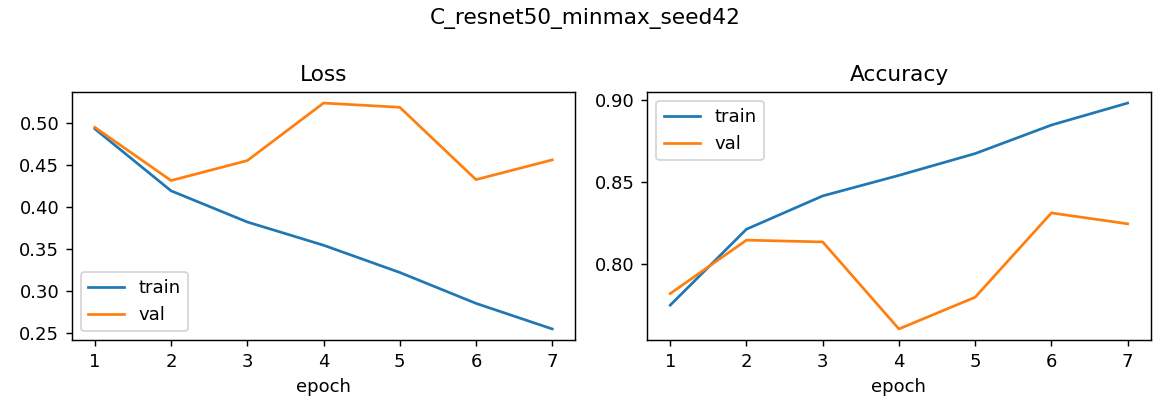 C_resnet50_minmax_seed42
Loss
0.50
0.45
0.40
0.35
0.30
0.25
train
val
1 2 3 4 5 6 7
epoch
Accuracy
0.90
0.85
0.80
train
val
1 2 3 4 5 6 7
epoch